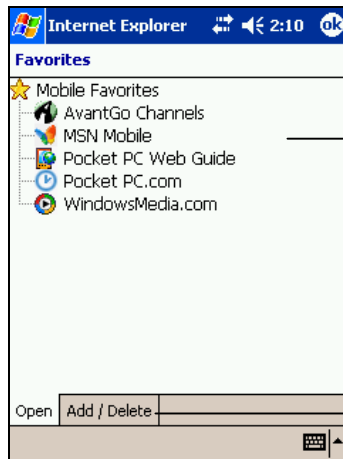 Internet Explorer 2:10 ok
Favorites
Mobile Favorites
AvantGo Channels
MSN Mobile
Pocket PC Web Guide
Pocket PC.com
WindowsMedia.com
Open Add / Delete